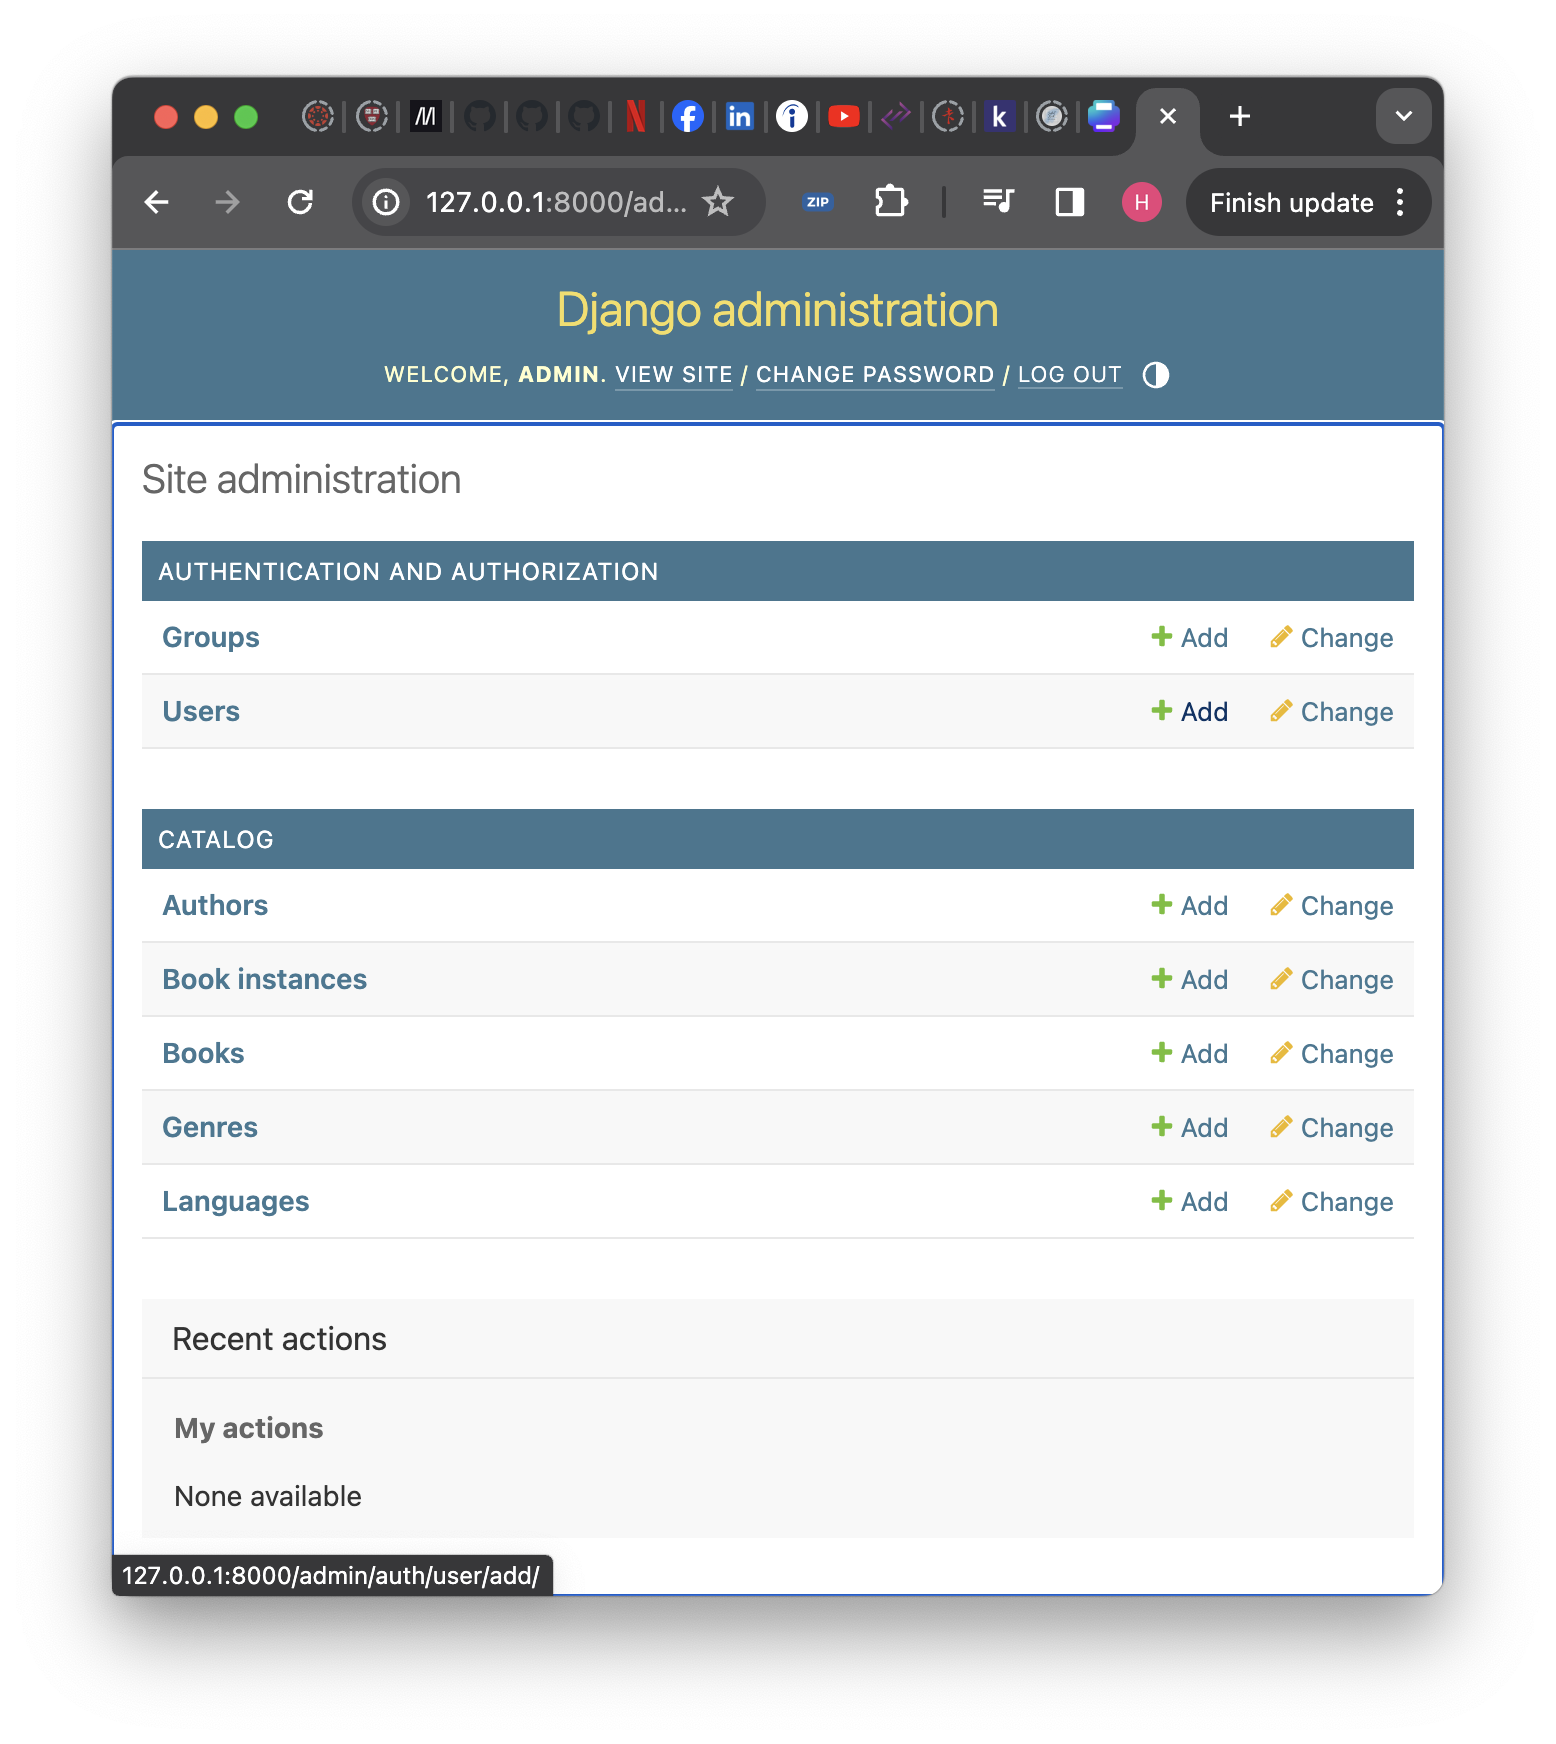 127.0.0.1:8000/ad...
ZIP
H
Finish update
Django administration
WELCOME, ADMIN. VIEW SITE / CHANGE PASSWORD / LOG OUT
Site administration
AUTHENTICATION AND AUTHORIZATION
Groups Add Change
Users Add Change
CATALOG
Authors Add Change
Book instances Add Change
Books Add Change
Genres Add Change
Languages Add Change
Recent actions
My actions
None available
127.0.0.1:8000/admin/auth/user/add/